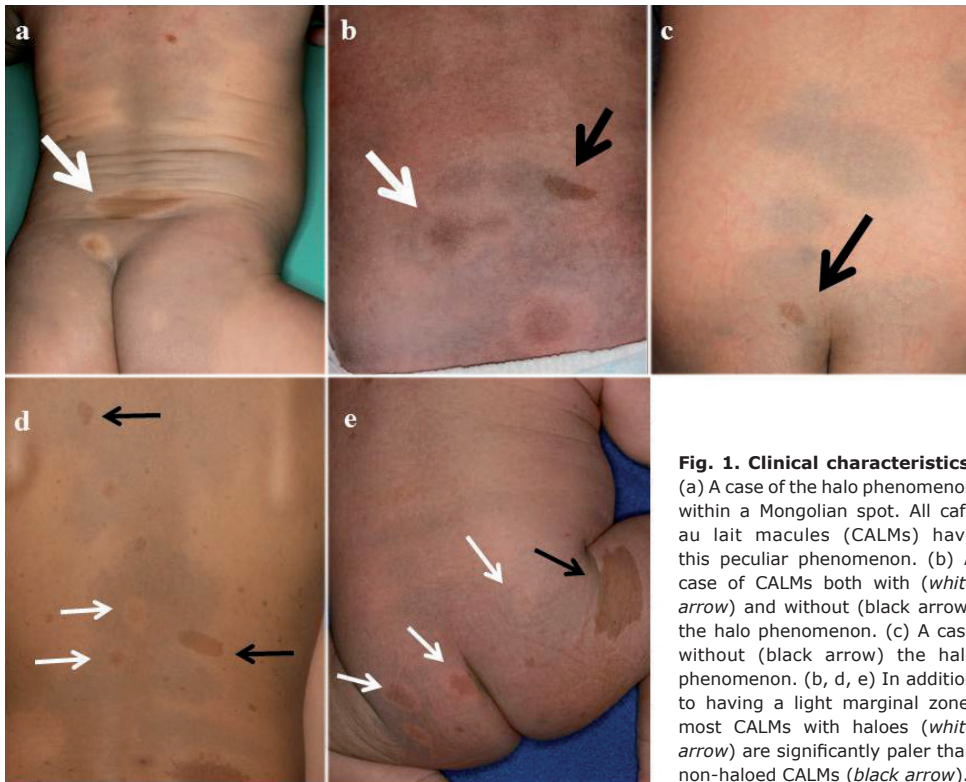 a
b
c
d
e
Fig. 1. Clinical characteristics
(a) A case of the halo phenomeno
within a Mongolian spot. All caf
au lait macules (CALMs) hav
this peculiar phenomenon. (b) A
case of CALMs both with (whit
arrow) and without (black arrow
the halo phenomenon. (c) A cas
without (black arrow) the hal
phenomenon. (b, d, e) In addition
to having a light marginal zone
most CALMs with haloes (whit
arrow) are significantly paler tha
non-haloed CALMs (black arrow)